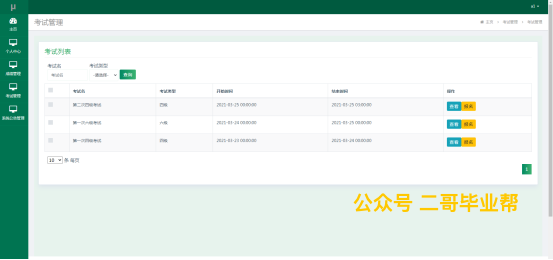 μ
a1
考试管理
主页 > 考试管理 > 考试管理
主页
个人中心
成绩管理
考试管理
系统公告管理
考试列表
考试名
考试类型
考试名
-请选择-
查询
考试名 考试类型 开始时间 结束时间 操作
第二次四级考试 四级 2021-03-25 00:00:00 2021-03-25 03:00:00 查看 报名
第一次六级考试 六级 2021-03-24 00:00:00 2021-03-25 00:00:00 查看 报名
第一次四级考试 四级 2021-03-23 00:00:00 2021-03-23 00:00:00 查看 报名
10 条 每页
1
公众号 二哥毕业帮